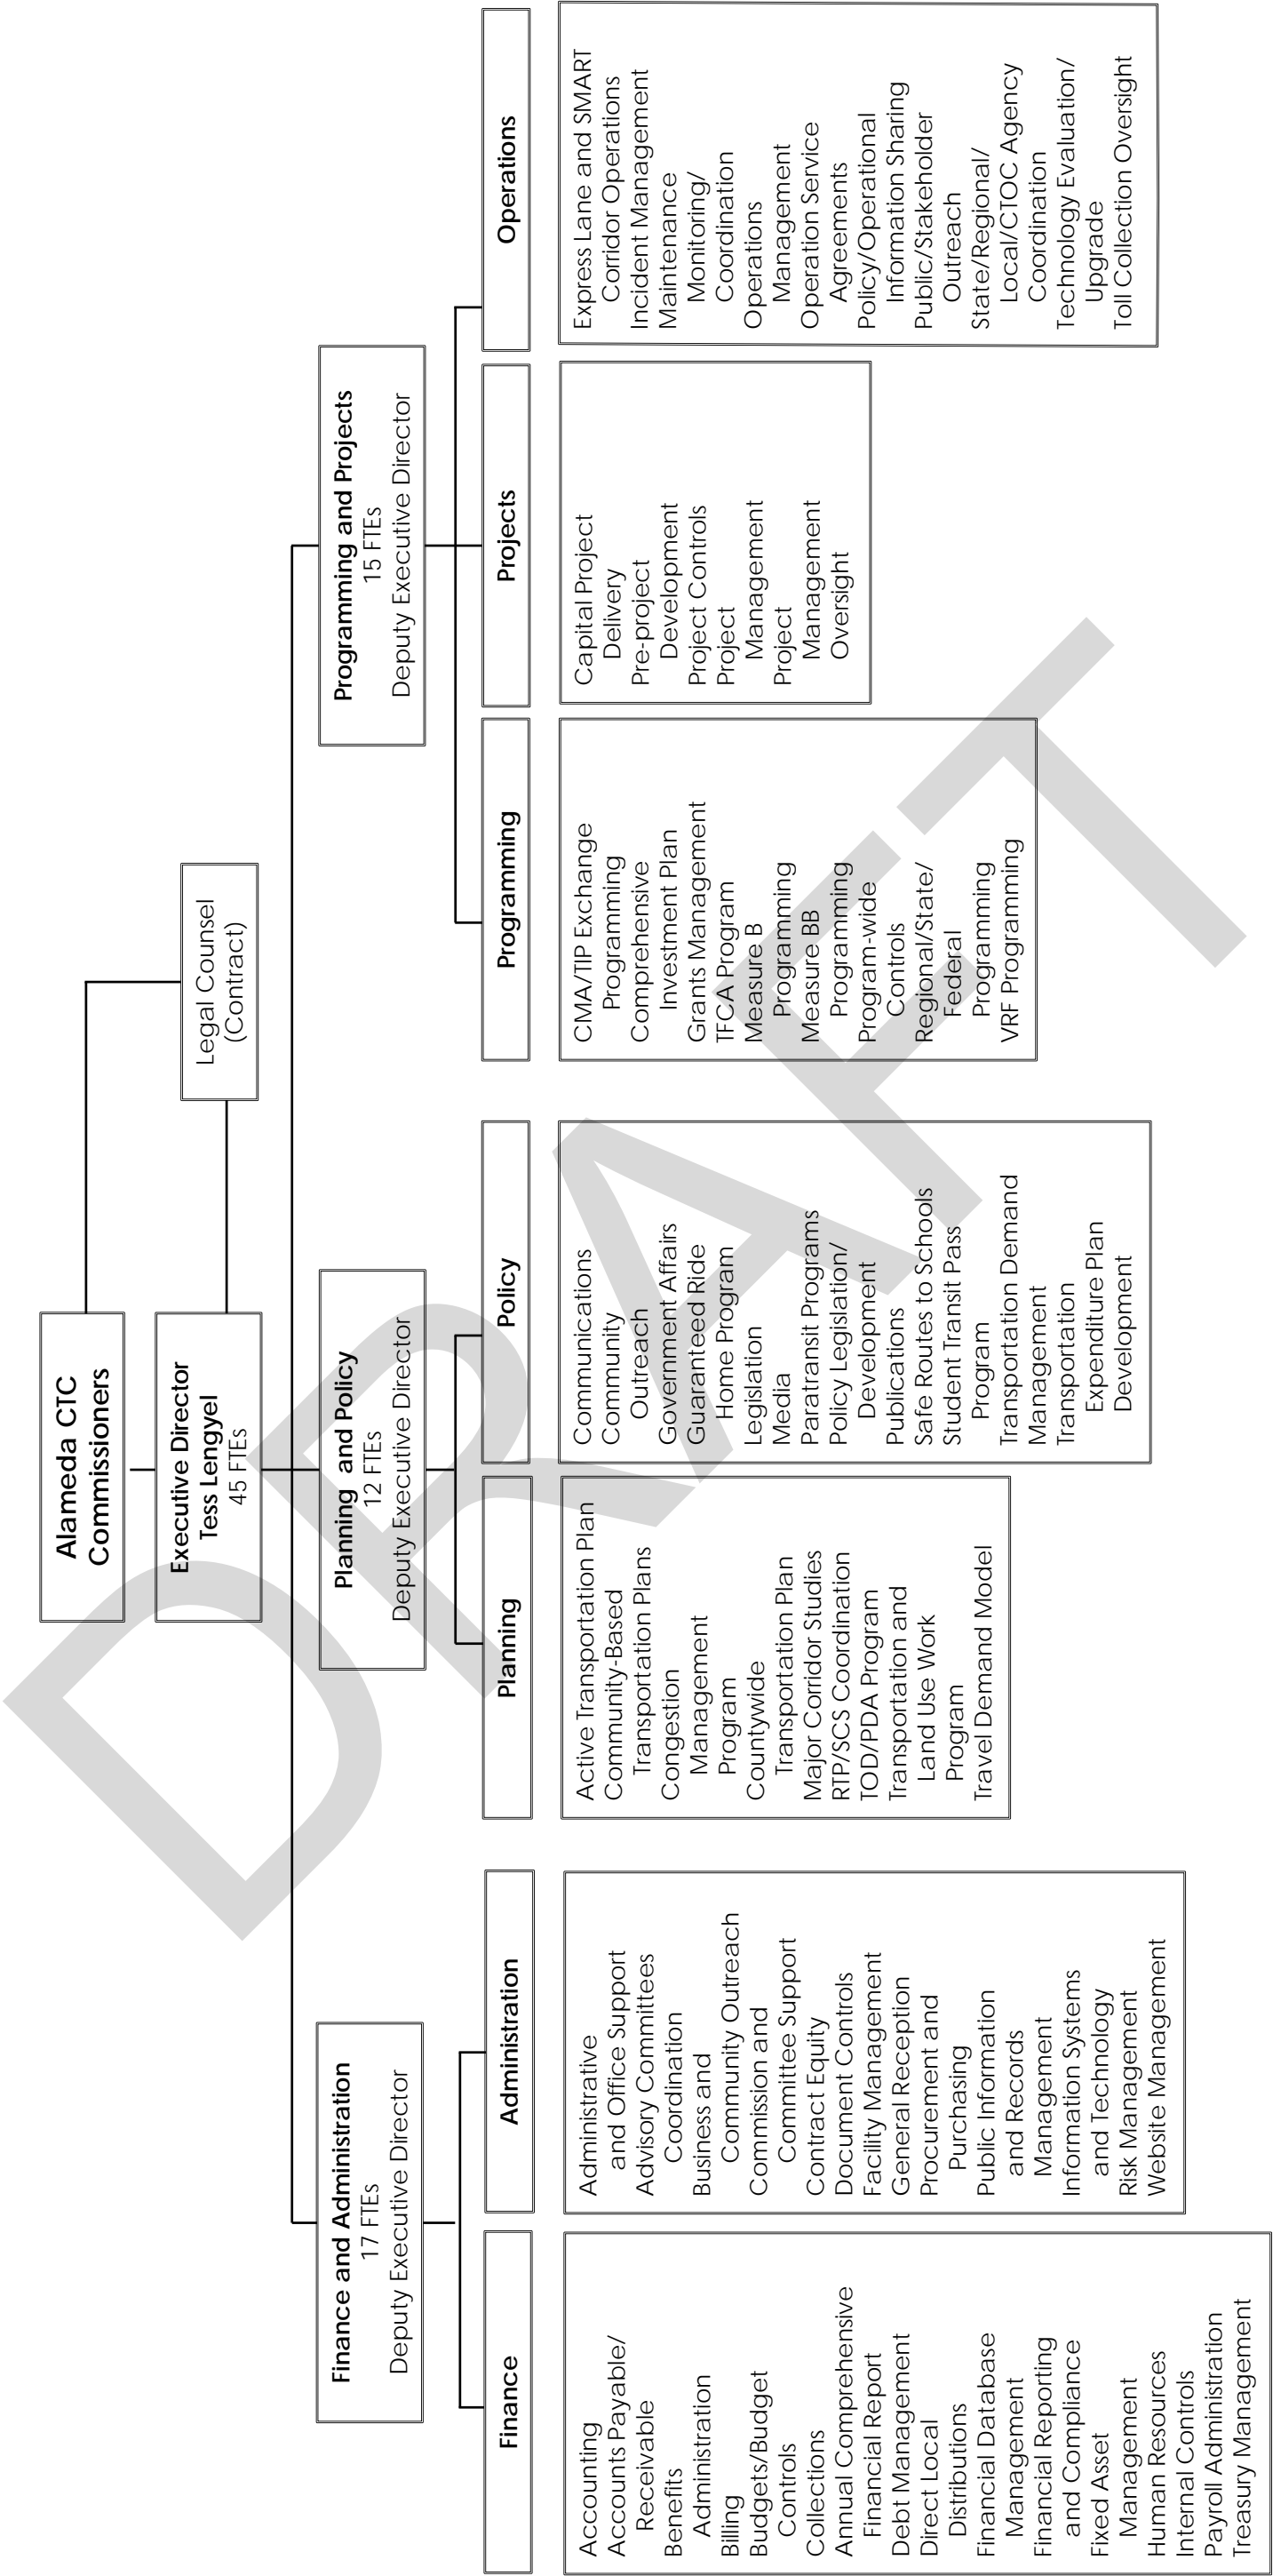 Alameda CTC
Commissioners
Executive Director
Tess Lengyel
45 FTEs
Legal Counsel
(Contract)
Finance and Administration
17 FTEs
Deputy Executive Director
Planning and Policy
12 FTEs
Deputy Executive Director
Programming and Projects
15 FTEs
Deputy Executive Director
Finance
Accounting
Accounts Payable/
Receivable
Benefits
Administration
Billing
Budgets/Budget
Controls
Collections
Annual Comprehensive
Financial Report
Debt Management
Direct Local
Distributions
Financial Database
Management
Financial Reporting
and Compliance
Fixed Asset
Management
Human Resources
Internal Controls
Payroll Administration
Treasury Management
Administration
Administrative
and Office Support
Advisory Committees
Coordination
Business and
Community Outreach
Commission and
Committee Support
Contract Equity
Document Controls
Facility Management
General Reception
Procurement and
Purchasing
Public Information
and Records
Management
Information Systems
and Technology
Risk Management
Website Management
Planning
Active Transportation Plan
Community-Based
Transportation Plans
Congestion
Management
Program
Countywide
Transportation Plan
Major Corridor Studies
RTP/SCS Coordination
TOD/PDA Program
Transportation and
Land Use Work
Program
Travel Demand Model
Policy
Communications
Community
Outreach
Government Affairs
Guaranteed Ride
Home Program
Legislation
Media
Paratransit Programs
Policy Legislation/
Development
Publications
Safe Routes to Schools
Student Transit Pass
Program
Transportation Demand
Management
Transportation
Expenditure Plan
Development
Programming
CMA/TIP Exchange
Programming
Comprehensive
Investment Plan
Grants Management
TFCA Program
Measure B
Programming
Measure BB
Programming
Program-wide
Controls
Regional/State/
Federal
Programming
VRF Programming
Projects
Capital Project
Delivery
Pre-project
Development
Project Controls
Project
Management
Project
Management
Oversight
Operations
Express Lane and SMART
Corridor Operations
Incident Management
Maintenance
Monitoring/
Coordination
Operations
Management
Operation Service
Agreements
Policy/Operational
Information Sharing
Public/Stakeholder
Outreach
State/Regional/
Local/CTOC Agency
Coordination
Technology Evaluation/
Upgrade
Toll Collection Oversight
DRAFT